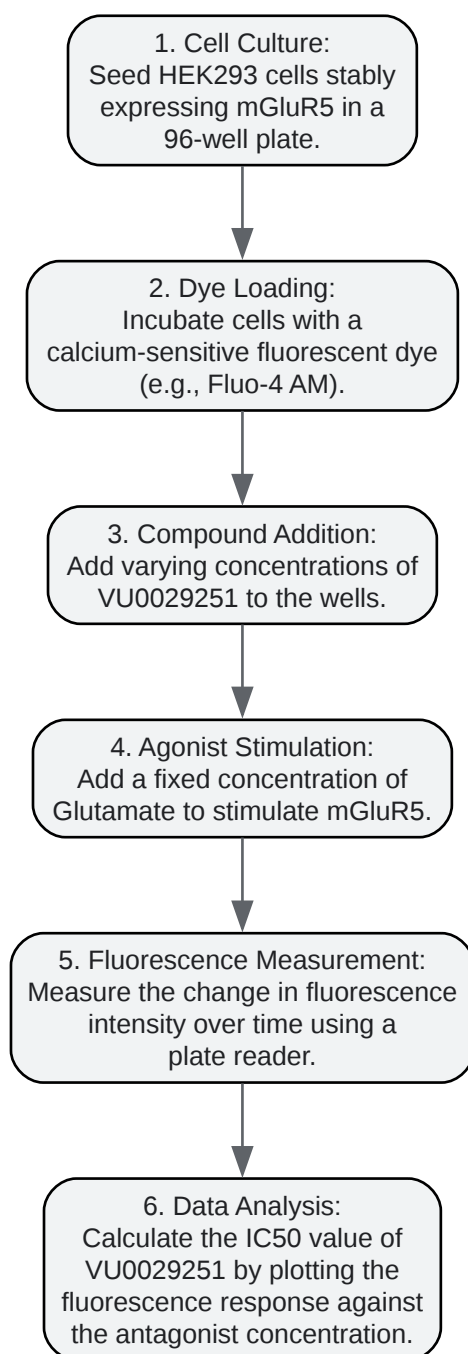 1. Cell Culture:
Seed HEK293 cells stably
expressing mGluR5 in a
96-well plate.
2. Dye Loading:
Incubate cells with a
calcium-sensitive fluorescent dye
(e.g., Fluo-4 AM).
3. Compound Addition:
Add varying concentrations of
VU0029251 to the wells.
4. Agonist Stimulation:
Add a fixed concentration of
Glutamate to stimulate mGluR5.
5. Fluorescence Measurement:
Measure the change in fluorescence
intensity over time using a
plate reader.
6. Data Analysis:
Calculate the IC50 value of
VU0029251 by plotting the
fluorescence response against
the antagonist concentration.